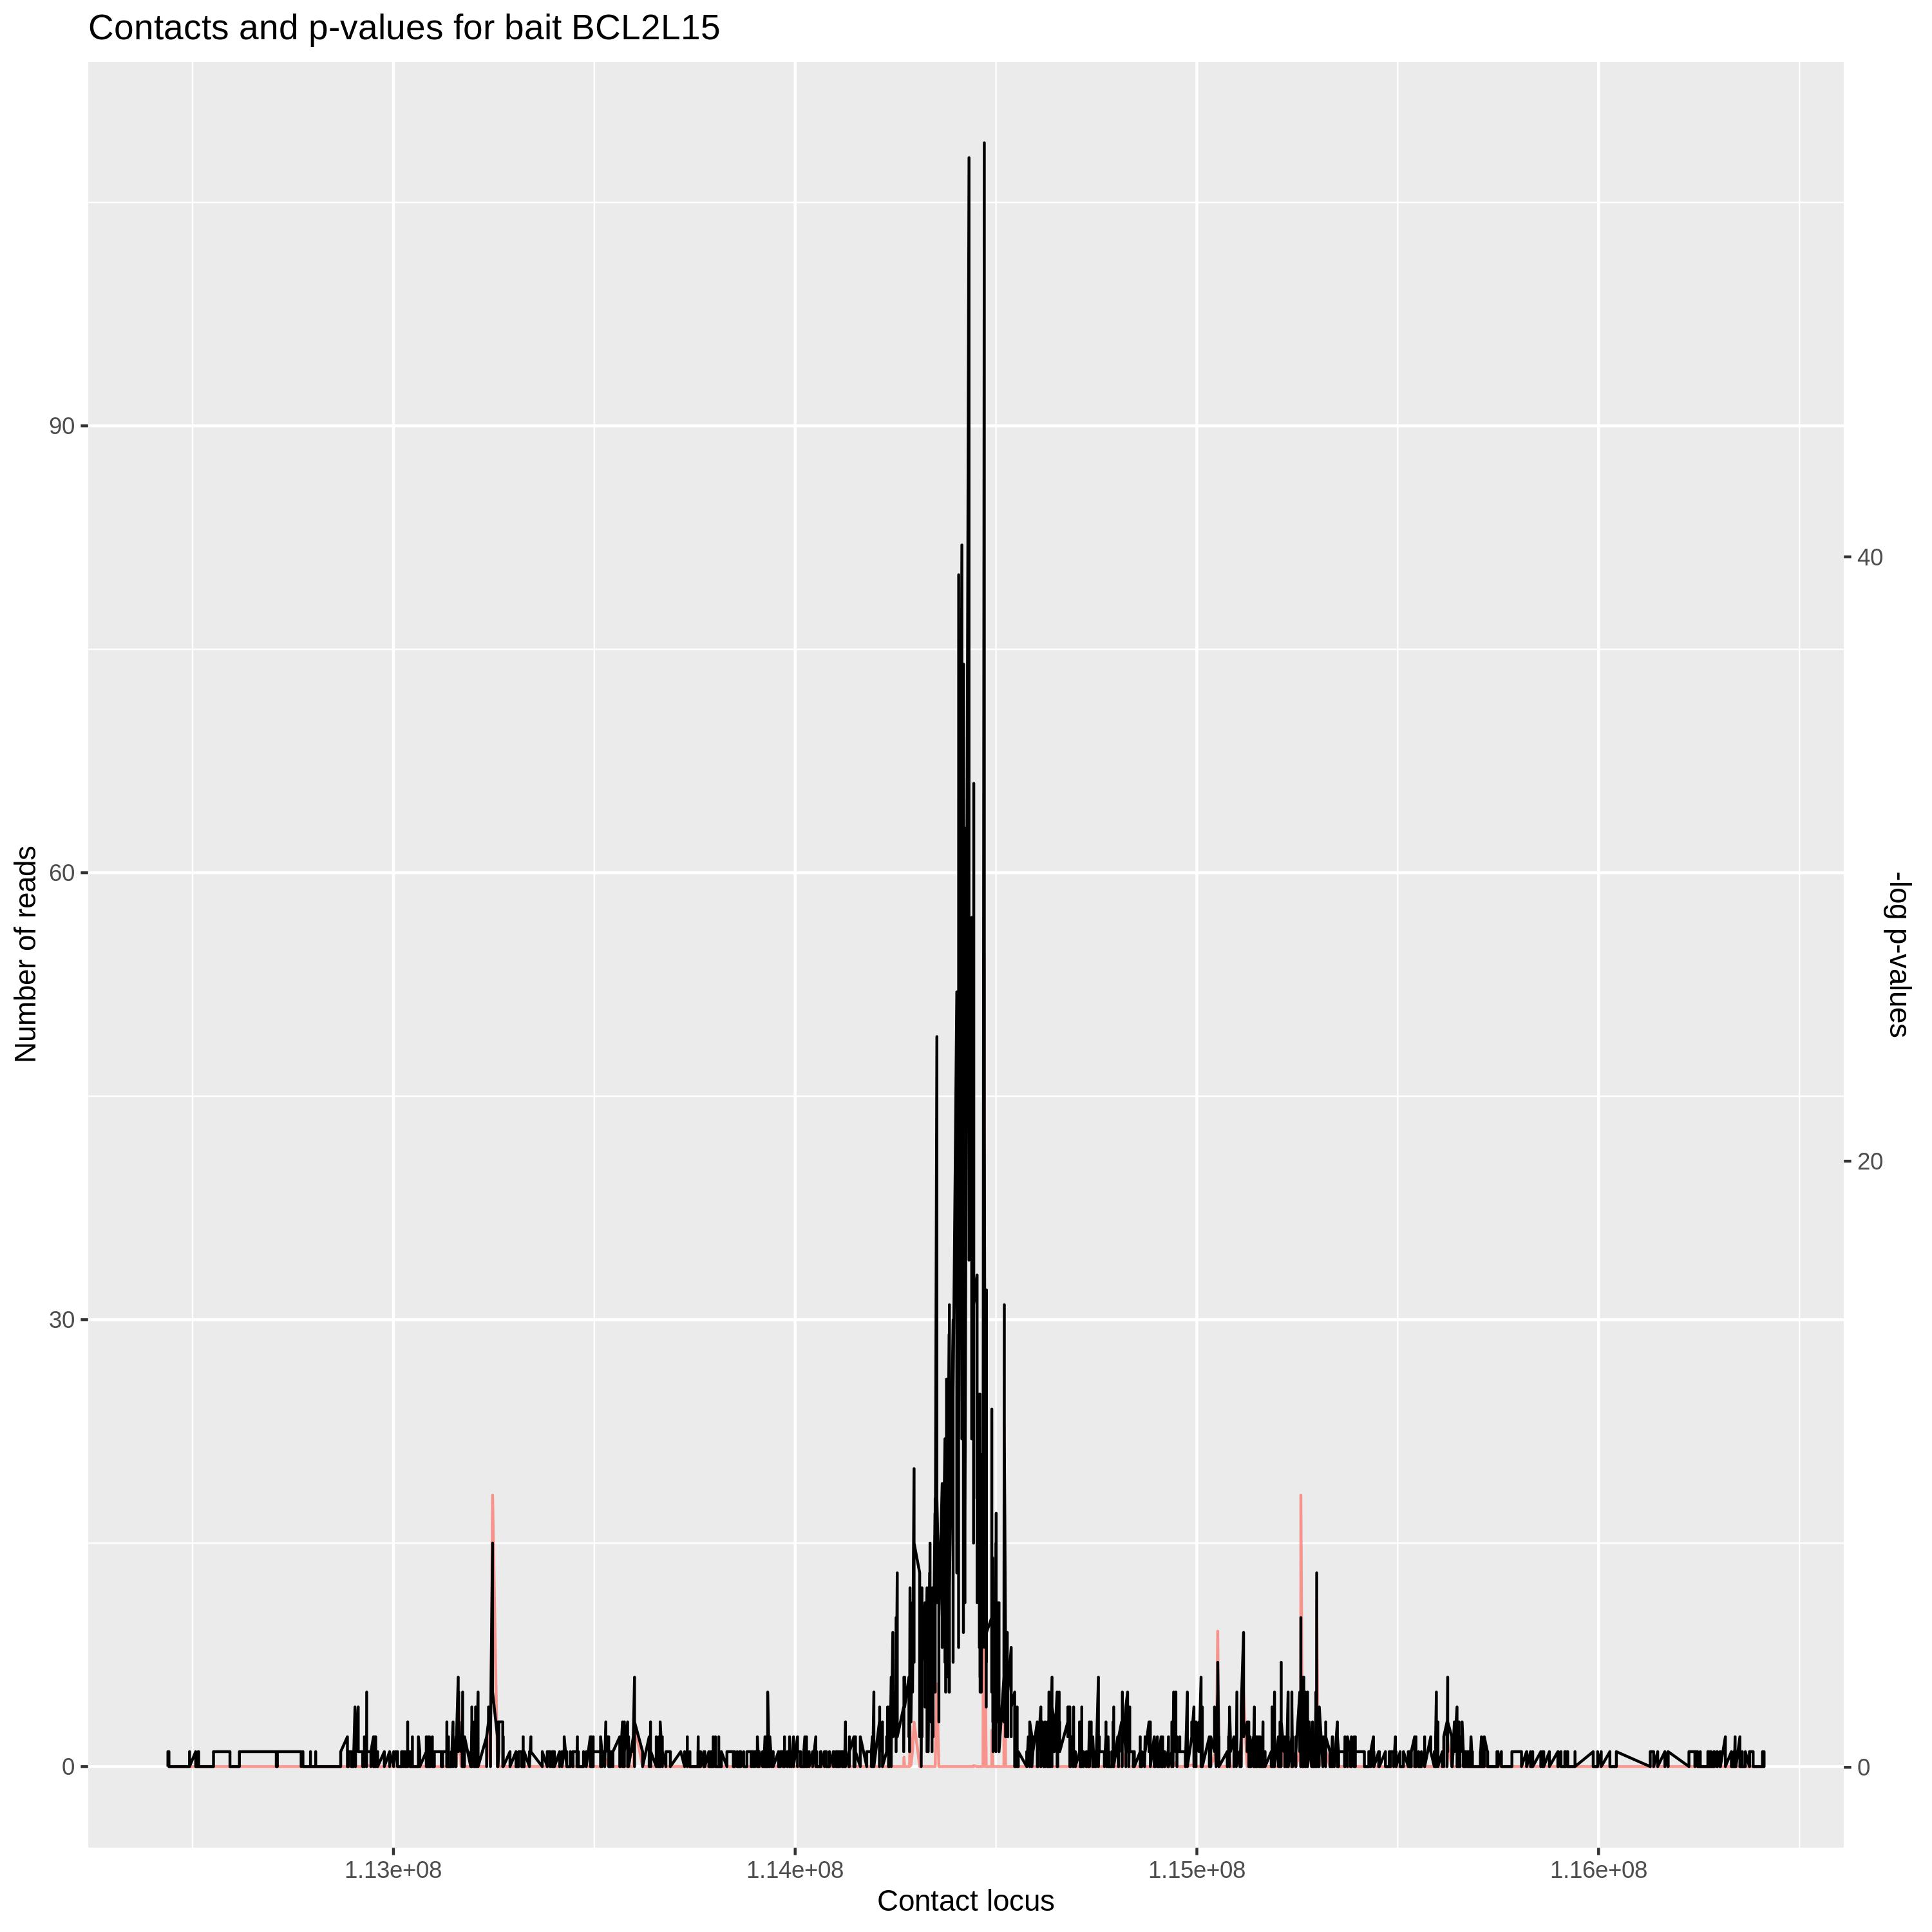 Contacts and p-values for bait BCL2L15
Number of reads
90
60
30
0
40
20
0
-log p-values
1.13e+08 1.14e+08 1.15e+08 1.16e+08
Contact locus